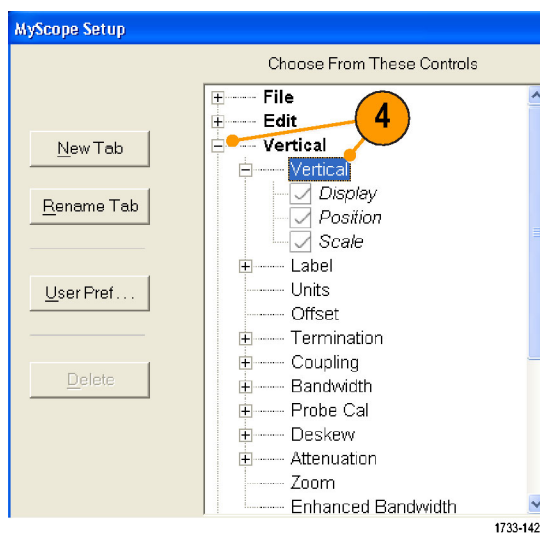 MyScope Setup
Choose From These Controls
File
Edit
4
Vertical
New Tab
Vertical
Display
Rename Tab
Position
Scale
Label
User Pref...
Units
Offset
Termination
Coupling
Delete
Bandwidth
Probe Cal
Deskew
Attenuation
Zoom
Enhanced Bandwidth
1733-142